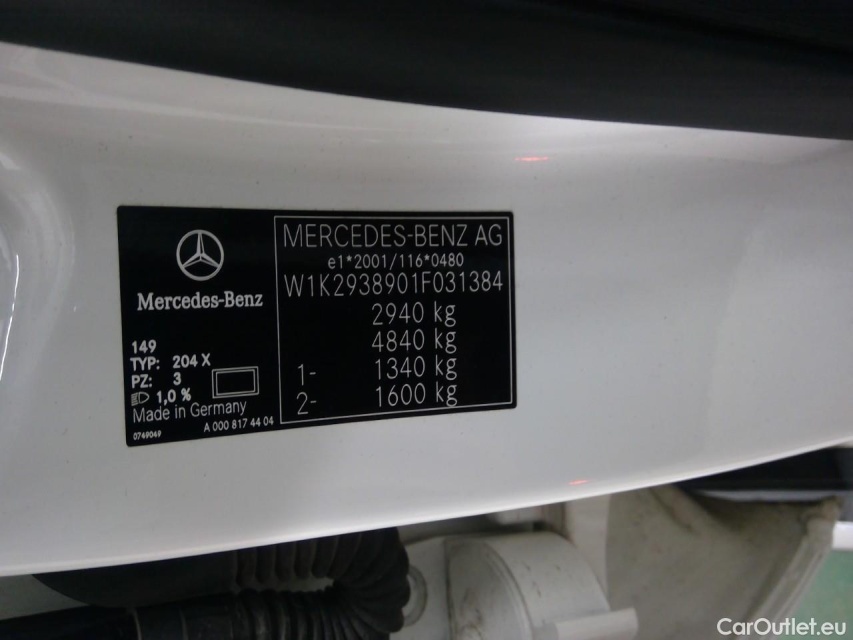 Mercedes-Benz
149
TYP: 204 X
PZ: 3
1,0 %
Made in Germany
0749049
A 000 817 44 04
MERCEDES-BENZ AG
e1*2001/116*0480
W1K2938901F031384
2940 kg
4840 kg
1- 1340 kg
2- 1600 kg
CarOutlet.eu